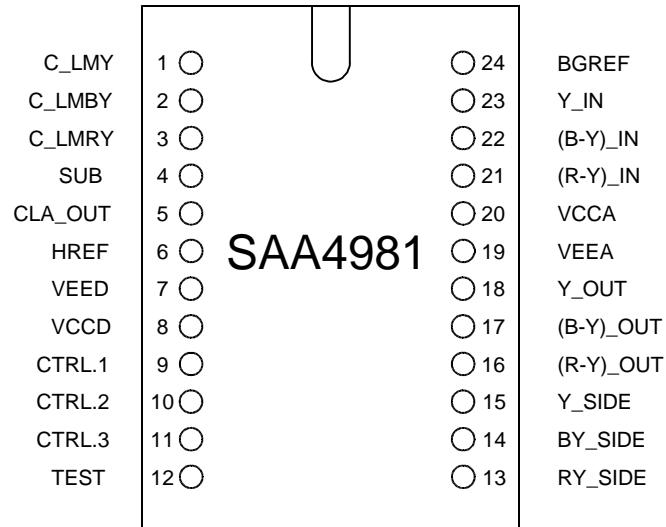 C_LMY 1 24 BGREF
C_LMBY 2 23 Y_IN
C_LMRY 3 22 (B-Y)_IN
SUB 4 21 (R-Y)_IN
CLA_OUT 5 20 VCCA
HREF 6 SAA4981 19 VEEA
VEED 7 18 Y_OUT
VCCD 8 17 (B-Y)_OUT
CTRL.1 9 16 (R-Y)_OUT
CTRL.2 10 15 Y_SIDE
CTRL.3 11 14 BY_SIDE
TEST 12 13 RY_SIDE